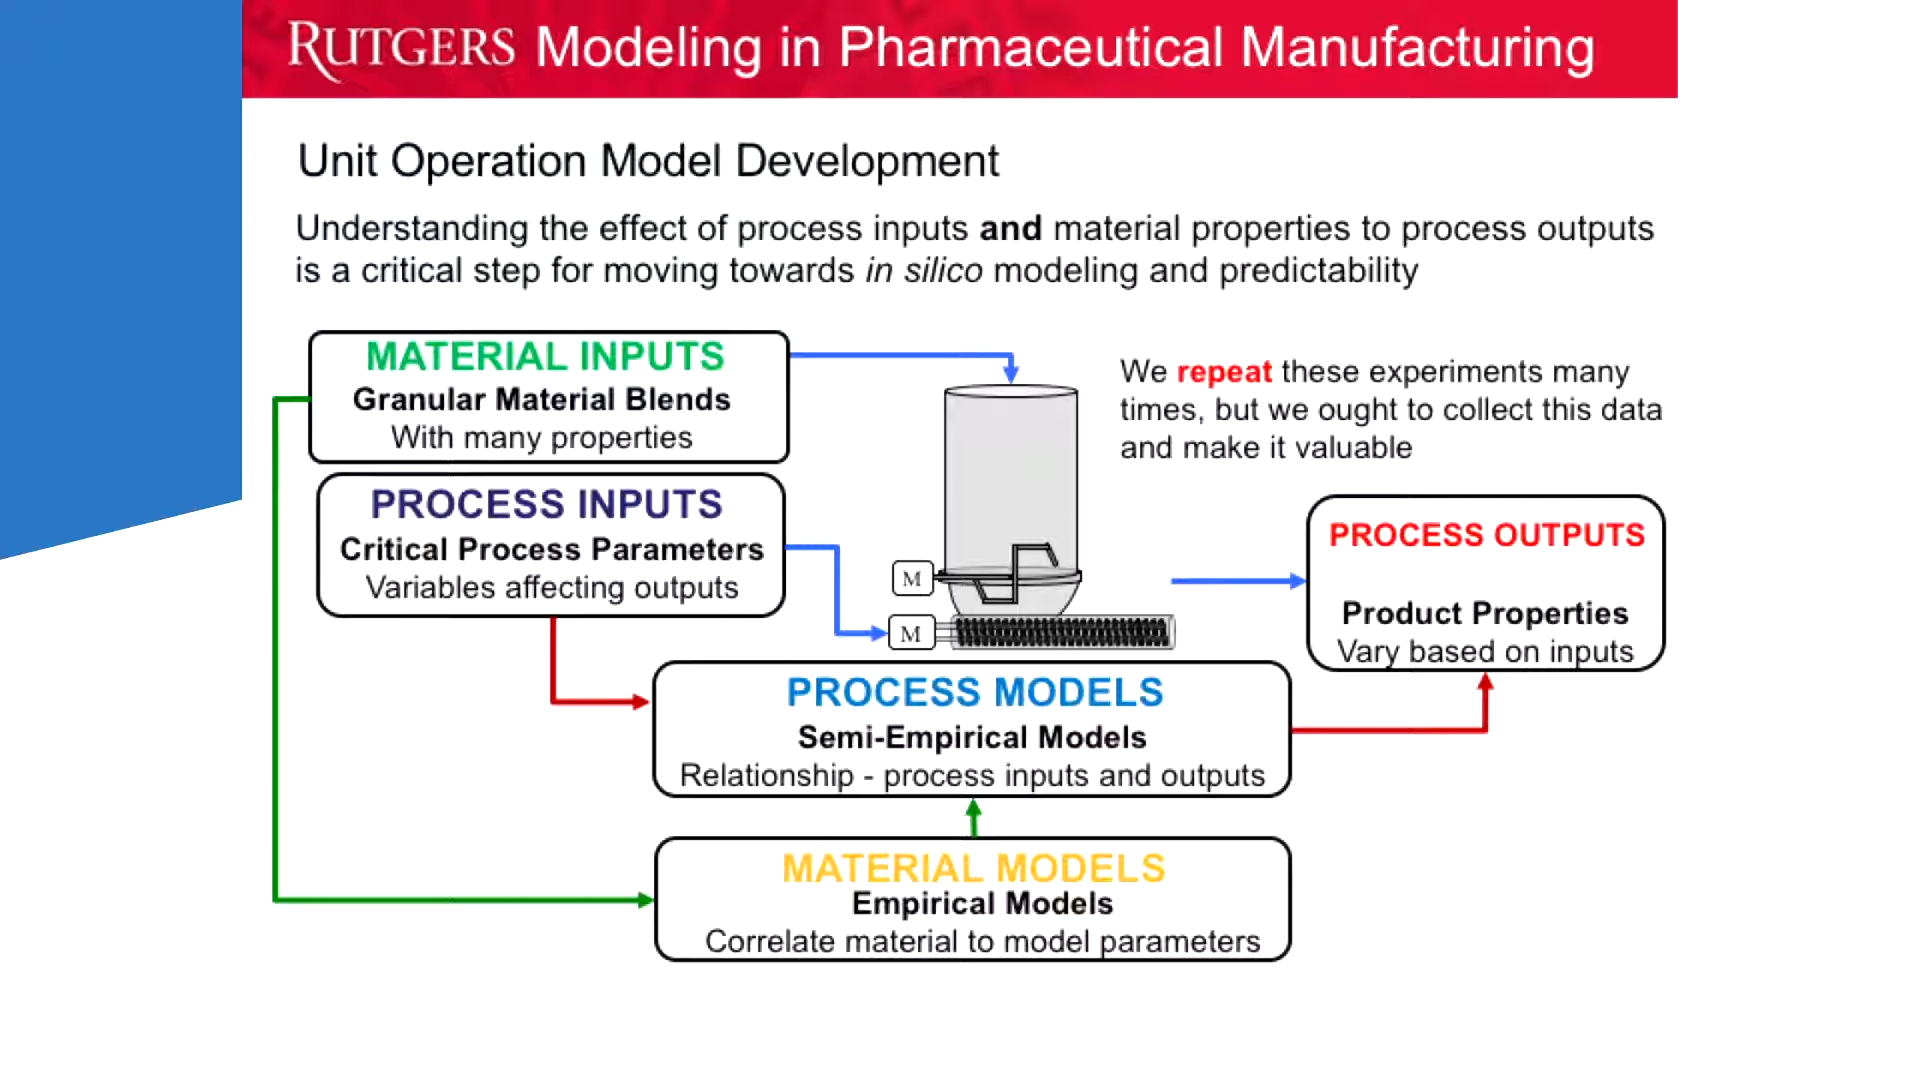 RUTGERS Modeling in Pharmaceutical Manufacturing
Unit Operation Model Development
Understanding the effect of process inputs and material properties to process outputs
is a critical step for moving towards in silico modeling and predictability
MATERIAL INPUTS
Granular Material Blends
With many properties
We repeat these experiments many
times, but we ought to collect this data
and make it valuable
PROCESS INPUTS
Critical Process Parameters
Variables affecting outputs
M
M
PROCESS OUTPUTS
Product Properties
Vary based on inputs
PROCESS MODELS
Semi-Empirical Models
Relationship - process inputs and outputs
MATERIAL MODELS
Empirical Models
Correlate material to model parameters